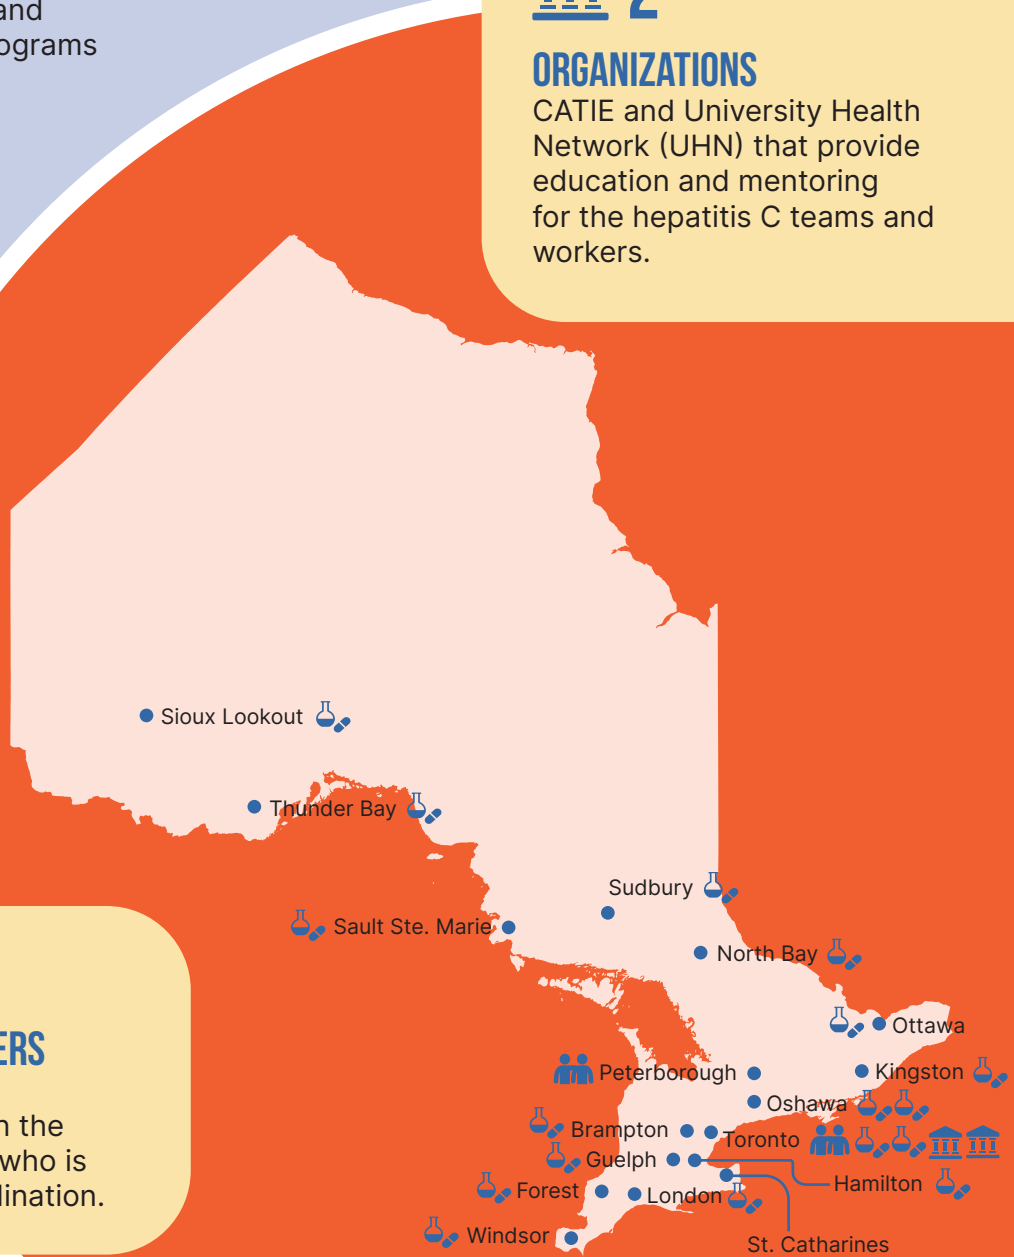 and
ograms
2
ORGANIZATIONS
CATIE and University Health
Network (UHN) that provide
education and mentoring
for the hepatitis C teams and
workers.
Sioux Lookout
Thunder Bay
Sudbury
Sault Ste. Marie
North Bay
Ottawa
Peterborough
Kingston
Oshawa
Brampton
Toronto
Guelph
Hamilton
Forest
London
Windsor
St. Catharines
ERS
n the
who is
lination.